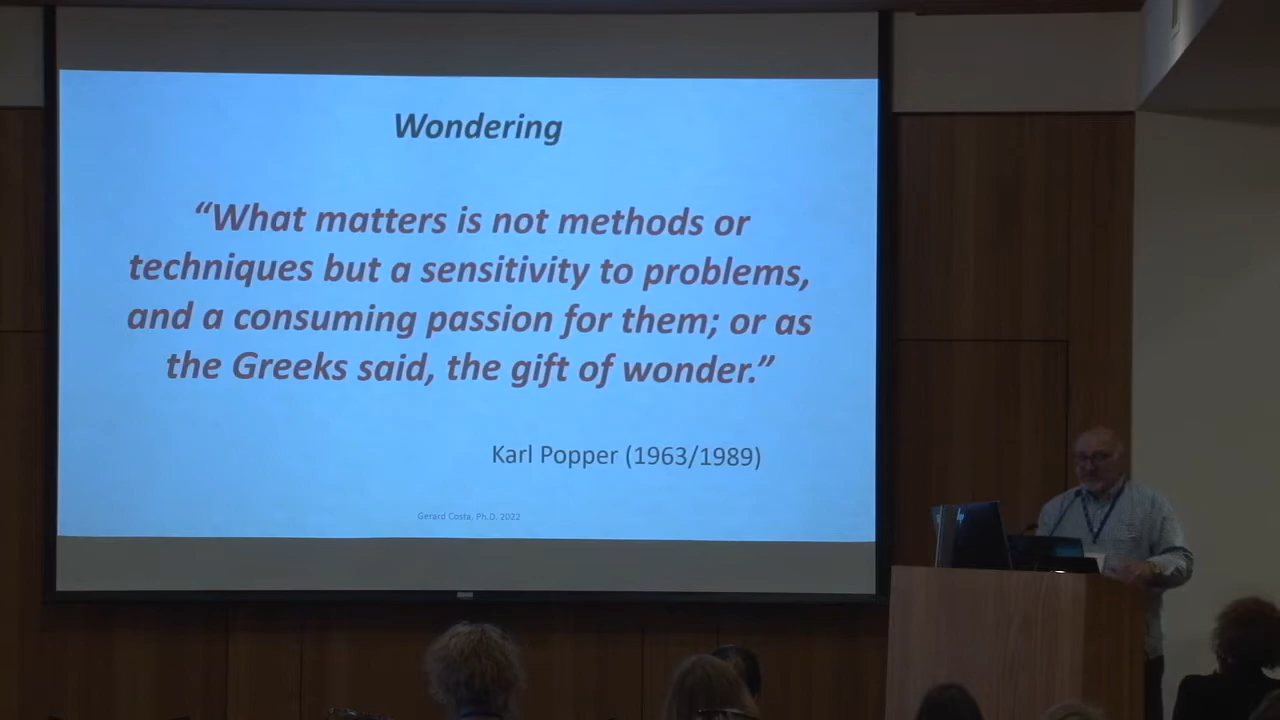 Wondering
“What matters is not methods or
techniques but a sensitivity to problems,
and a consuming passion for them; or as
the Greeks said, the gift of wonder.”
Karl Popper (1963/1989)
Gerard Costa, Ph.D. 2022